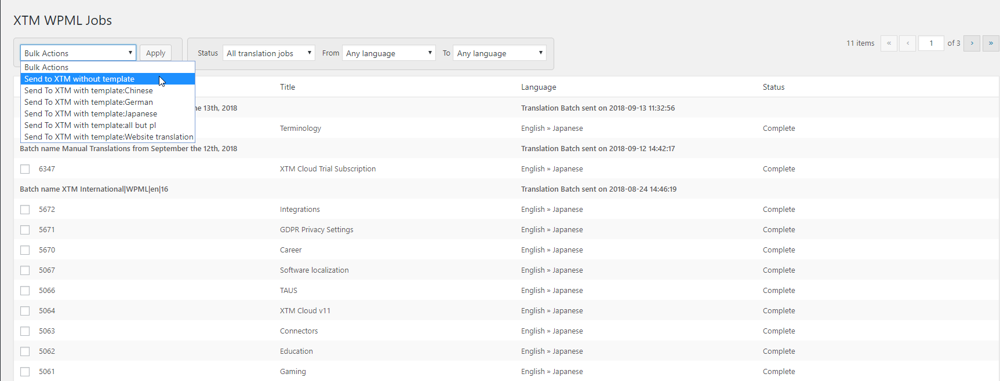 XTM WPML Jobs
Bulk Actions Apply Status All translation jobs From Any language To Any language 11 items « ‹ 1 of 3 › »
Bulk Actions
Send to XTM without template
Send To XTM with template:Chinese
Send To XTM with template:German
Send To XTM with template:Japanese
Send To XTM with template:all but pl
Send To XTM with template:Website translation
Title Language Status
he 13th, 2018 Translation Batch sent on 2018-09-13 11:32:56
Terminology English » Japanese Complete
Batch name Manual Translations from September the 12th, 2018 Translation Batch sent on 2018-09-12 14:42:17
6347 XTM Cloud Trial Subscription English » Japanese Complete
Batch name XTM International|WPML|en|16 Translation Batch sent on 2018-08-24 14:46:19
5672 Integrations English » Japanese Complete
5671 GDPR Privacy Settings English » Japanese Complete
5670 Career English » Japanese Complete
5067 Software localization English » Japanese Complete
5066 TAUS English » Japanese Complete
5064 XTM Cloud v11 English » Japanese Complete
5063 Connectors English » Japanese Complete
5062 Education English » Japanese Complete
5061 Gaming English » Japanese Complete